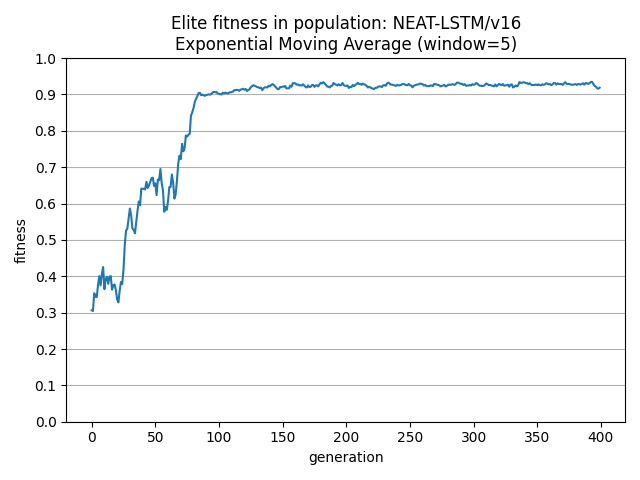 Elite fitness in population: NEAT-LSTM/v16
Exponential Moving Average (window=5)
1.0
0.9
0.8
0.7
0.6
0.5
0.4
0.3
0.2
0.1
0.0
fitness
0 50 100 150 200 250 300 350 400
generation